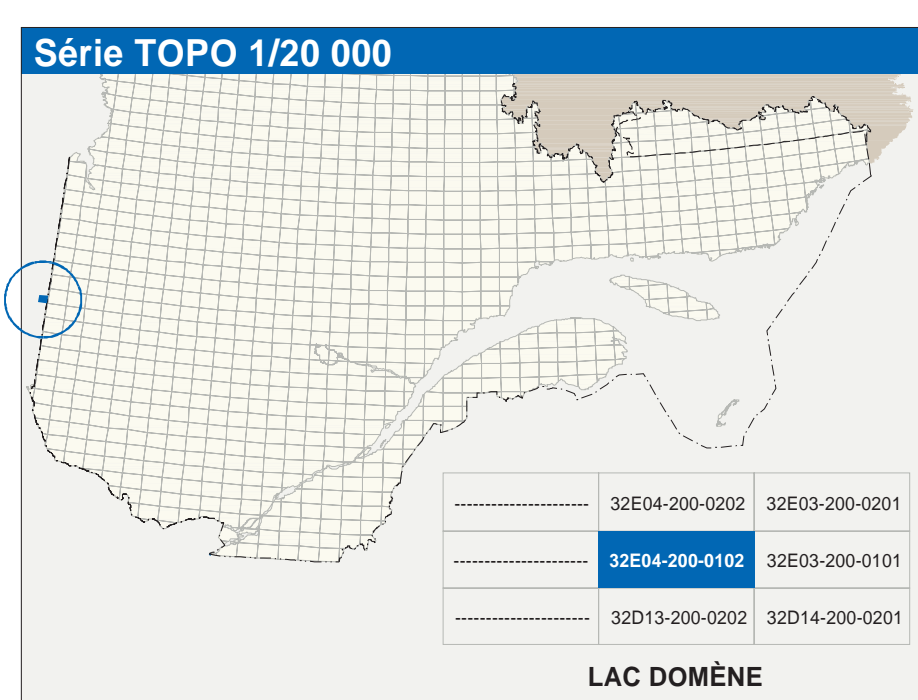 Série TOPO 1/20 000
---------------------- 32E04-200-0202 32E03-200-0201
---------------------- 32E04-200-0102 32E03-200-0101
---------------------- 32D13-200-0202 32D14-200-0201
LAC DOMÈNE